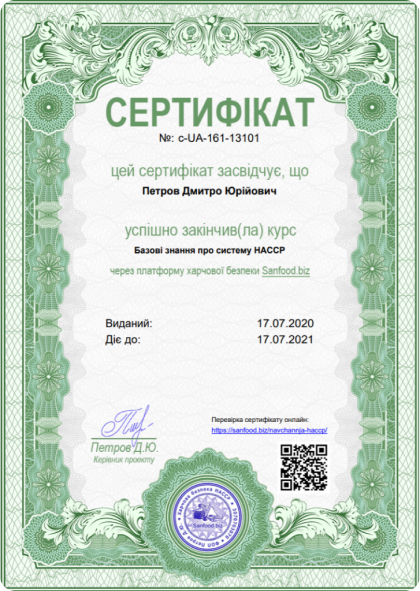 СЕРТИФІКАТ
№: c-UA-161-13101
цей сертифікат засвідчує, що
Петров Дмитро Юрійович
успішно закінчив(ла) курс
Базові знання про систему HACCP
через платформу харчової безпеки Sanfood.biz
Виданий: 17.07.2020
Діє до: 17.07.2021
Перевірка сертифікату онлайн:
https://sanfood.biz/navchannja-haccp/
Петров Д.Ю.
Керівник проекту
Sanfood.biz